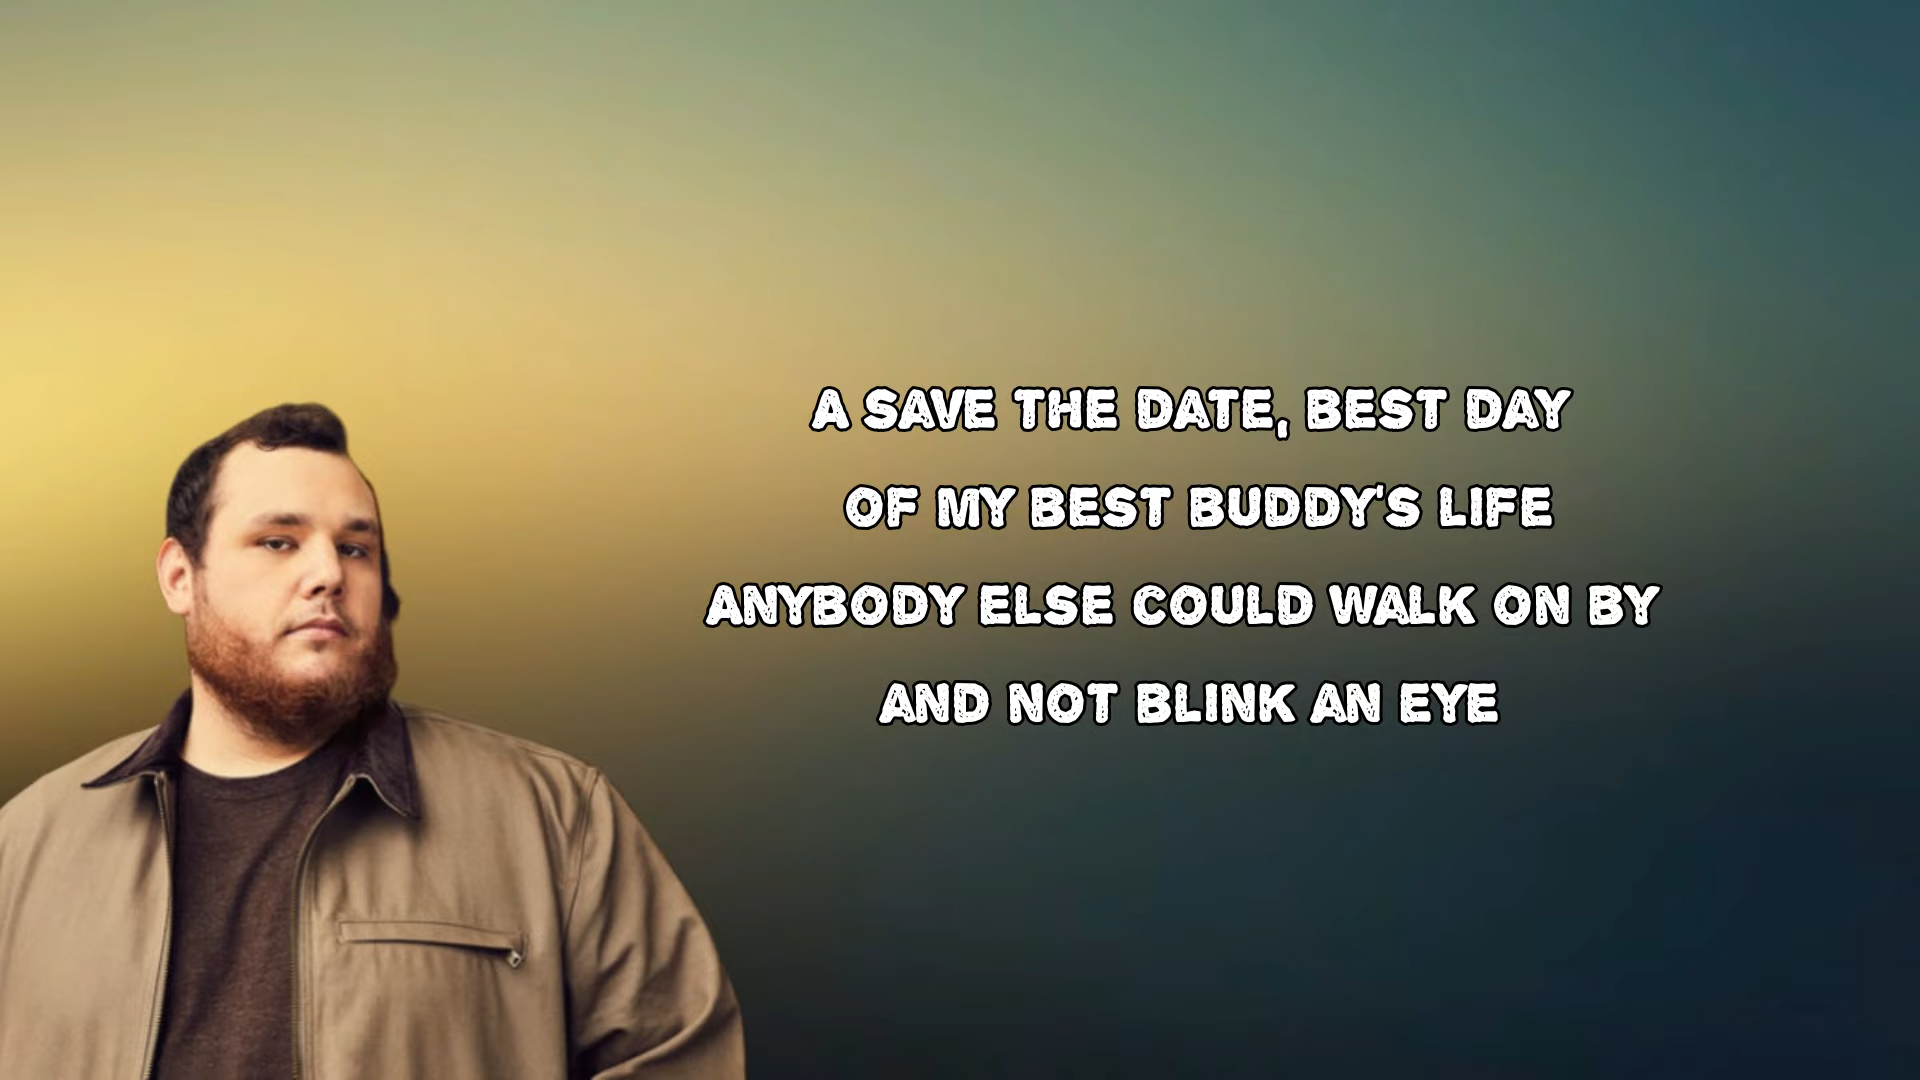 A SAVE THE DATE, BEST DAY
OF MY BEST BUDDY'S LIFE
ANYBODY ELSE COULD WALK ON BY
AND NOT BLINK AN EYE